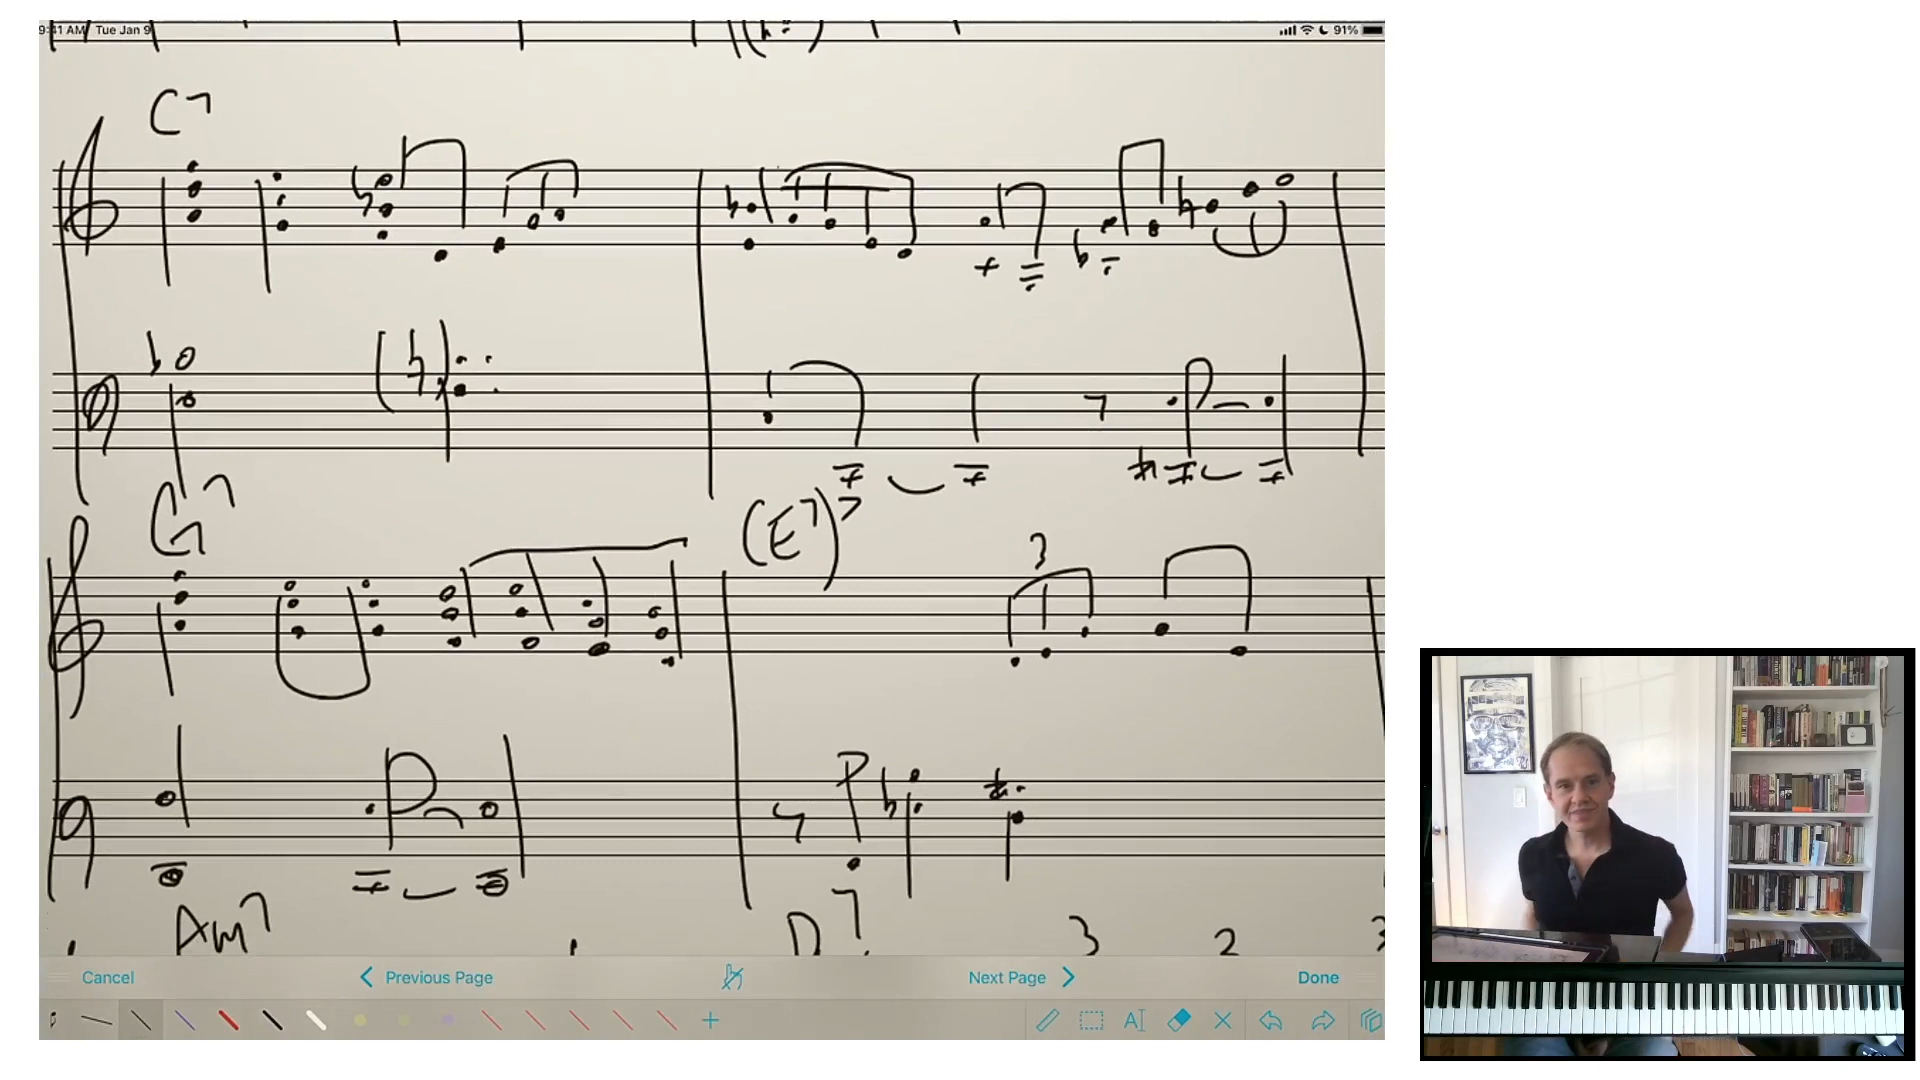 9:41 AM Tue Jan 9
91%
C7
G7
(E7)
3
Am7
D7
3
2
3
Cancel
Previous Page
Next Page
Done
A